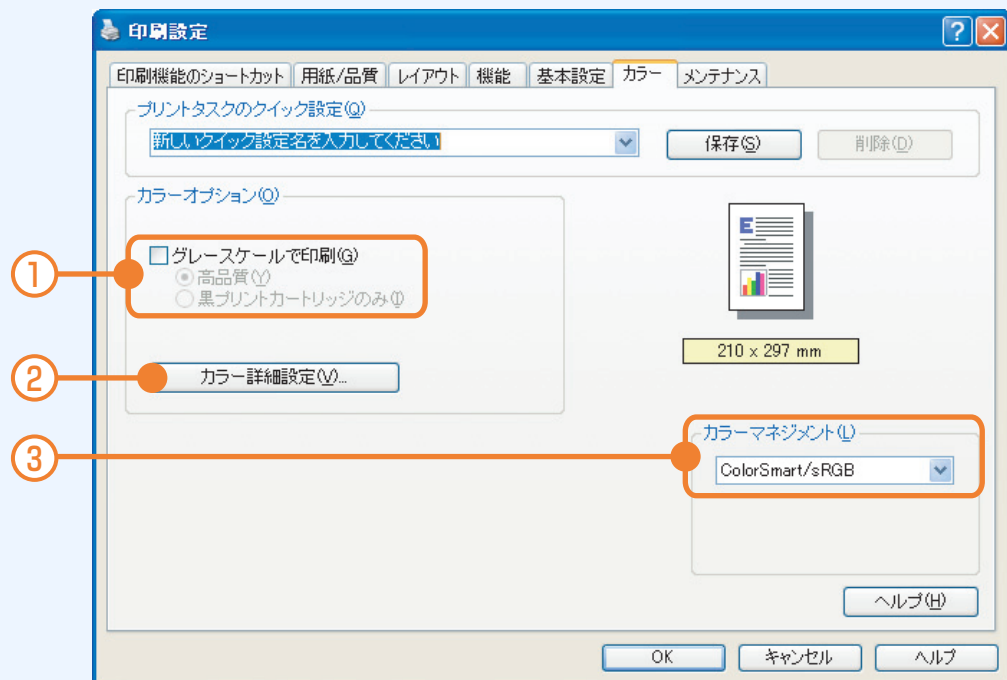 印刷設定
印刷機能のショートカット 用紙/品質 レイアウト 機能 基本設定 カラー メンテナンス
プリントタスクのクイック設定(Q)
新しいクイック設定名を入力してください 保存(S) 削除(D)
カラーオプション(O)
① グレースケールで印刷(G)
高品質(Y)
黒プリントカートリッジのみ(I)
E
210 x 297 mm
② カラー詳細設定(V)...
カラーマネジメント(L)
③ ColorSmart/sRGB
ヘルプ(H)
OK キャンセル ヘルプ